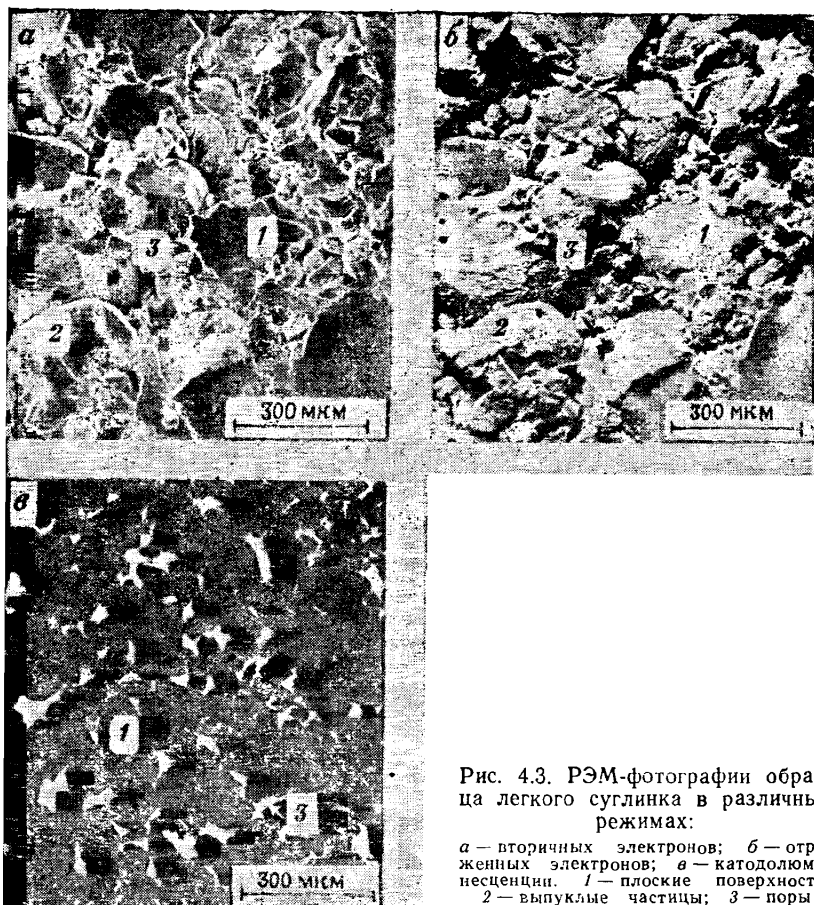 а
б
1
3
2
300 мкм
1
3
2
300 мкм
в
1
3
300 мкм
Рис. 4.3. РЭМ-фотографии обра
ца легкого суглинка в различны
режимах:
а — вторичных электронов; б — отр
женных электронов; в — катодолюм
несценции. 1 — плоские поверхност
2 — выпуклые частицы; 3 — поры